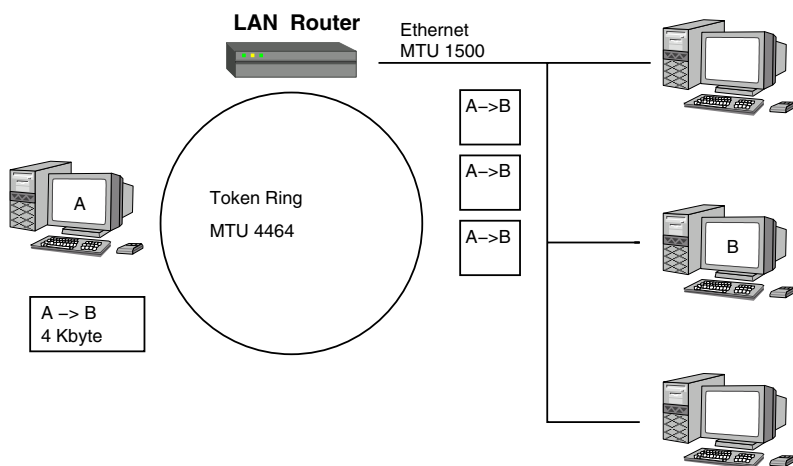 LAN Router
Ethernet
MTU 1500
A–>B
A–>B
A–>B
A
Token Ring
MTU 4464
B
A –> B
4 Kbyte